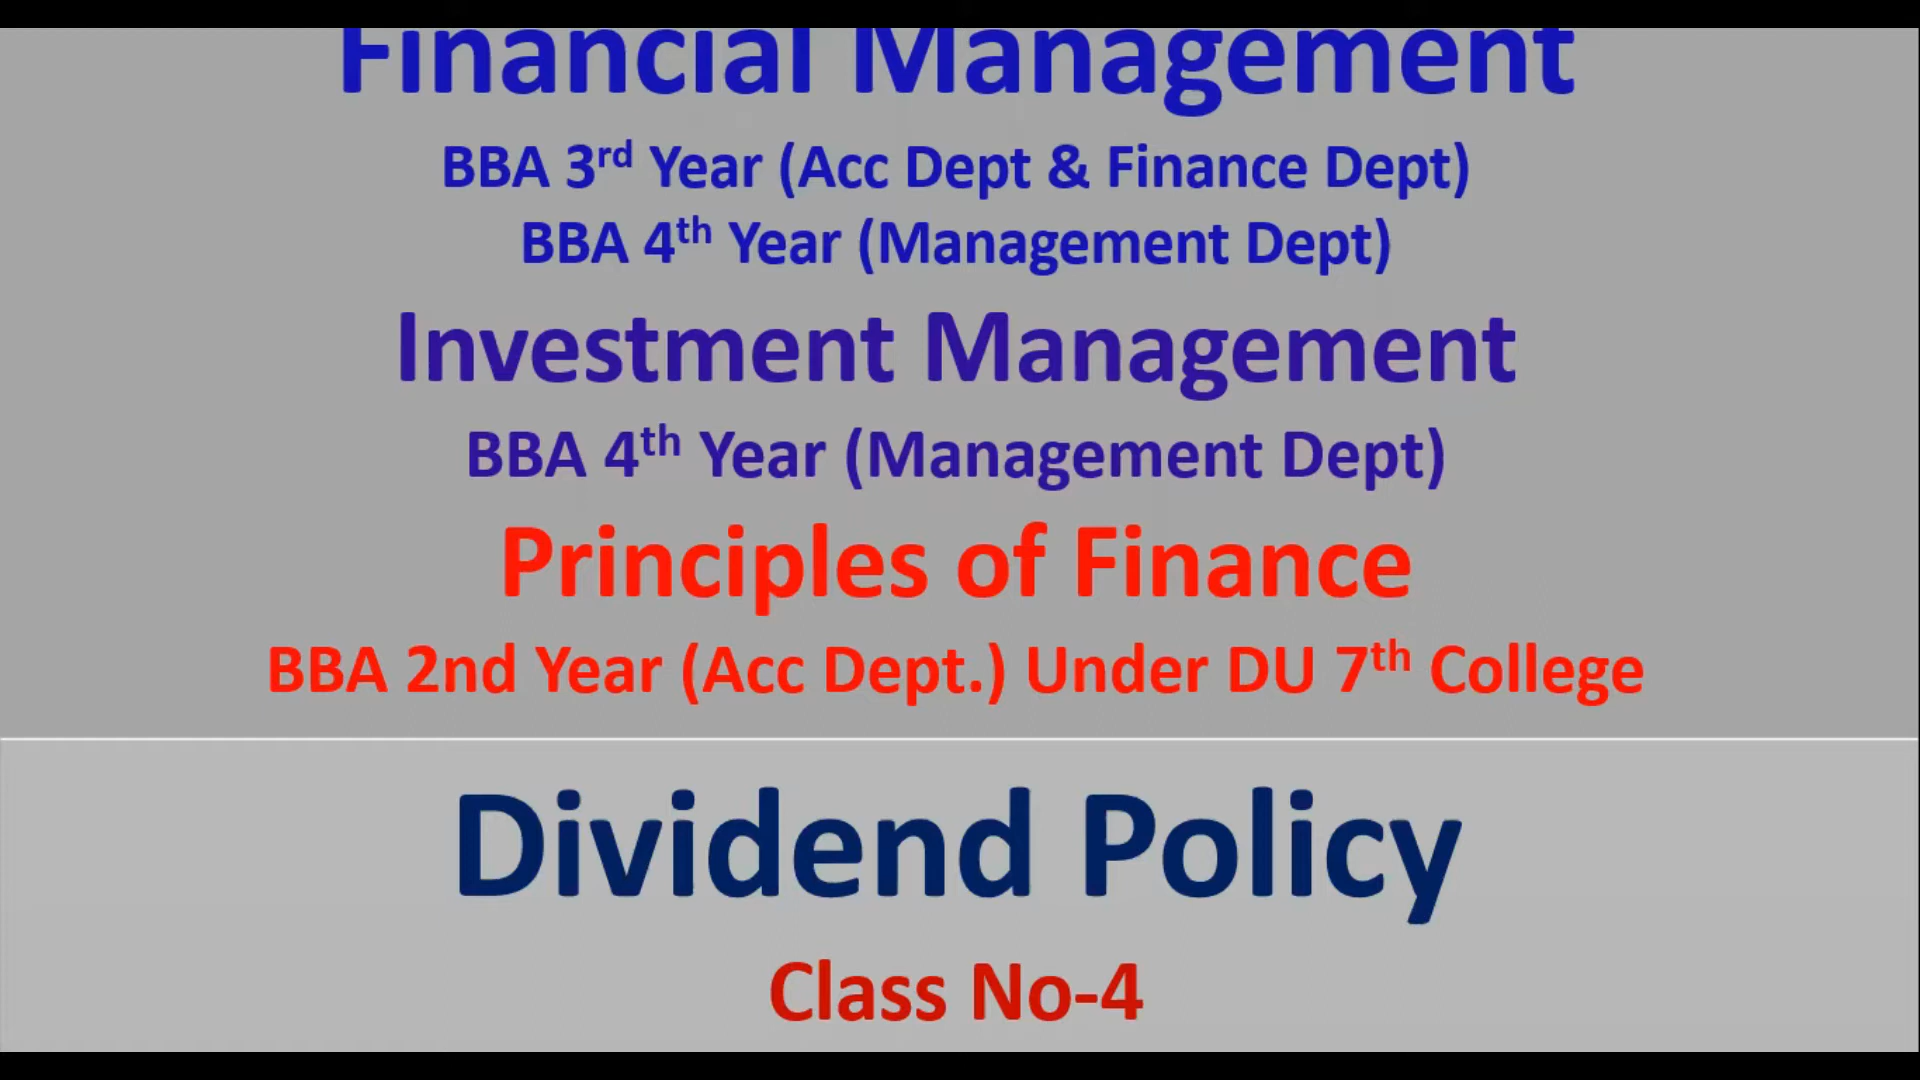 Financial Management
BBA 3rd Year (Acc Dept & Finance Dept)
BBA 4th Year (Management Dept)
Investment Management
BBA 4th Year (Management Dept)
Principles of Finance
BBA 2nd Year (Acc Dept.) Under DU 7th College
Dividend Policy
Class No-4